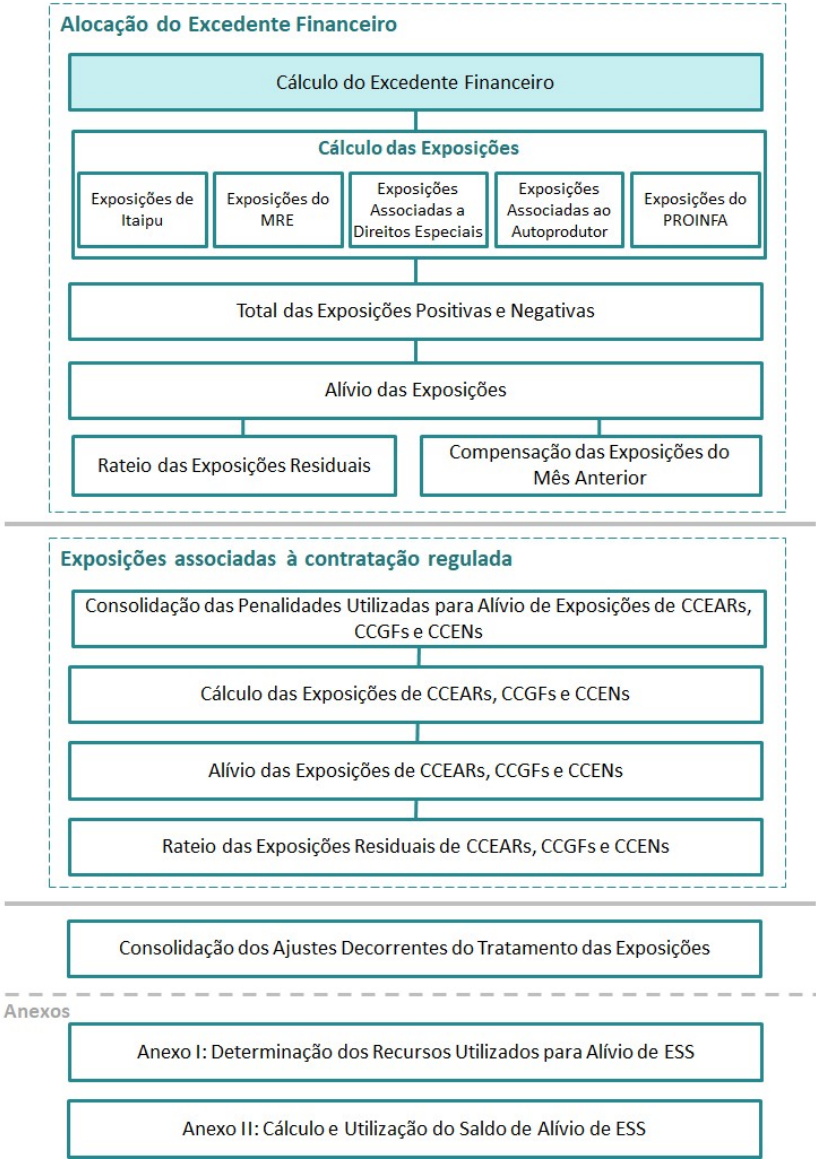 Alocação do Excedente Financeiro
Cálculo do Excedente Financeiro
Cálculo das Exposições
Exposições de
Itaipu
Exposições do
MRE
Exposições
Associadas a
Direitos Especiais
Exposições
Associadas ao
Autoprodutor
Exposições do
PROINFA
Total das Exposições Positivas e Negativas
Alívio das Exposições
Rateio das Exposições Residuais
Compensação das Exposições do
Mês Anterior
Exposições associadas à contratação regulada
Consolidação das Penalidades Utilizadas para Alívio de Exposições de CCEARs,
CCGFs e CCENs
Cálculo das Exposições de CCEARs, CCGFs e CCENs
Alívio das Exposições de CCEARs, CCGFs e CCENs
Rateio das Exposições Residuais de CCEARs, CCGFs e CCENs
Consolidação dos Ajustes Decorrentes do Tratamento das Exposições
Anexos
Anexo I: Determinação dos Recursos Utilizados para Alívio de ESS
Anexo II: Cálculo e Utilização do Saldo de Alívio de ESS